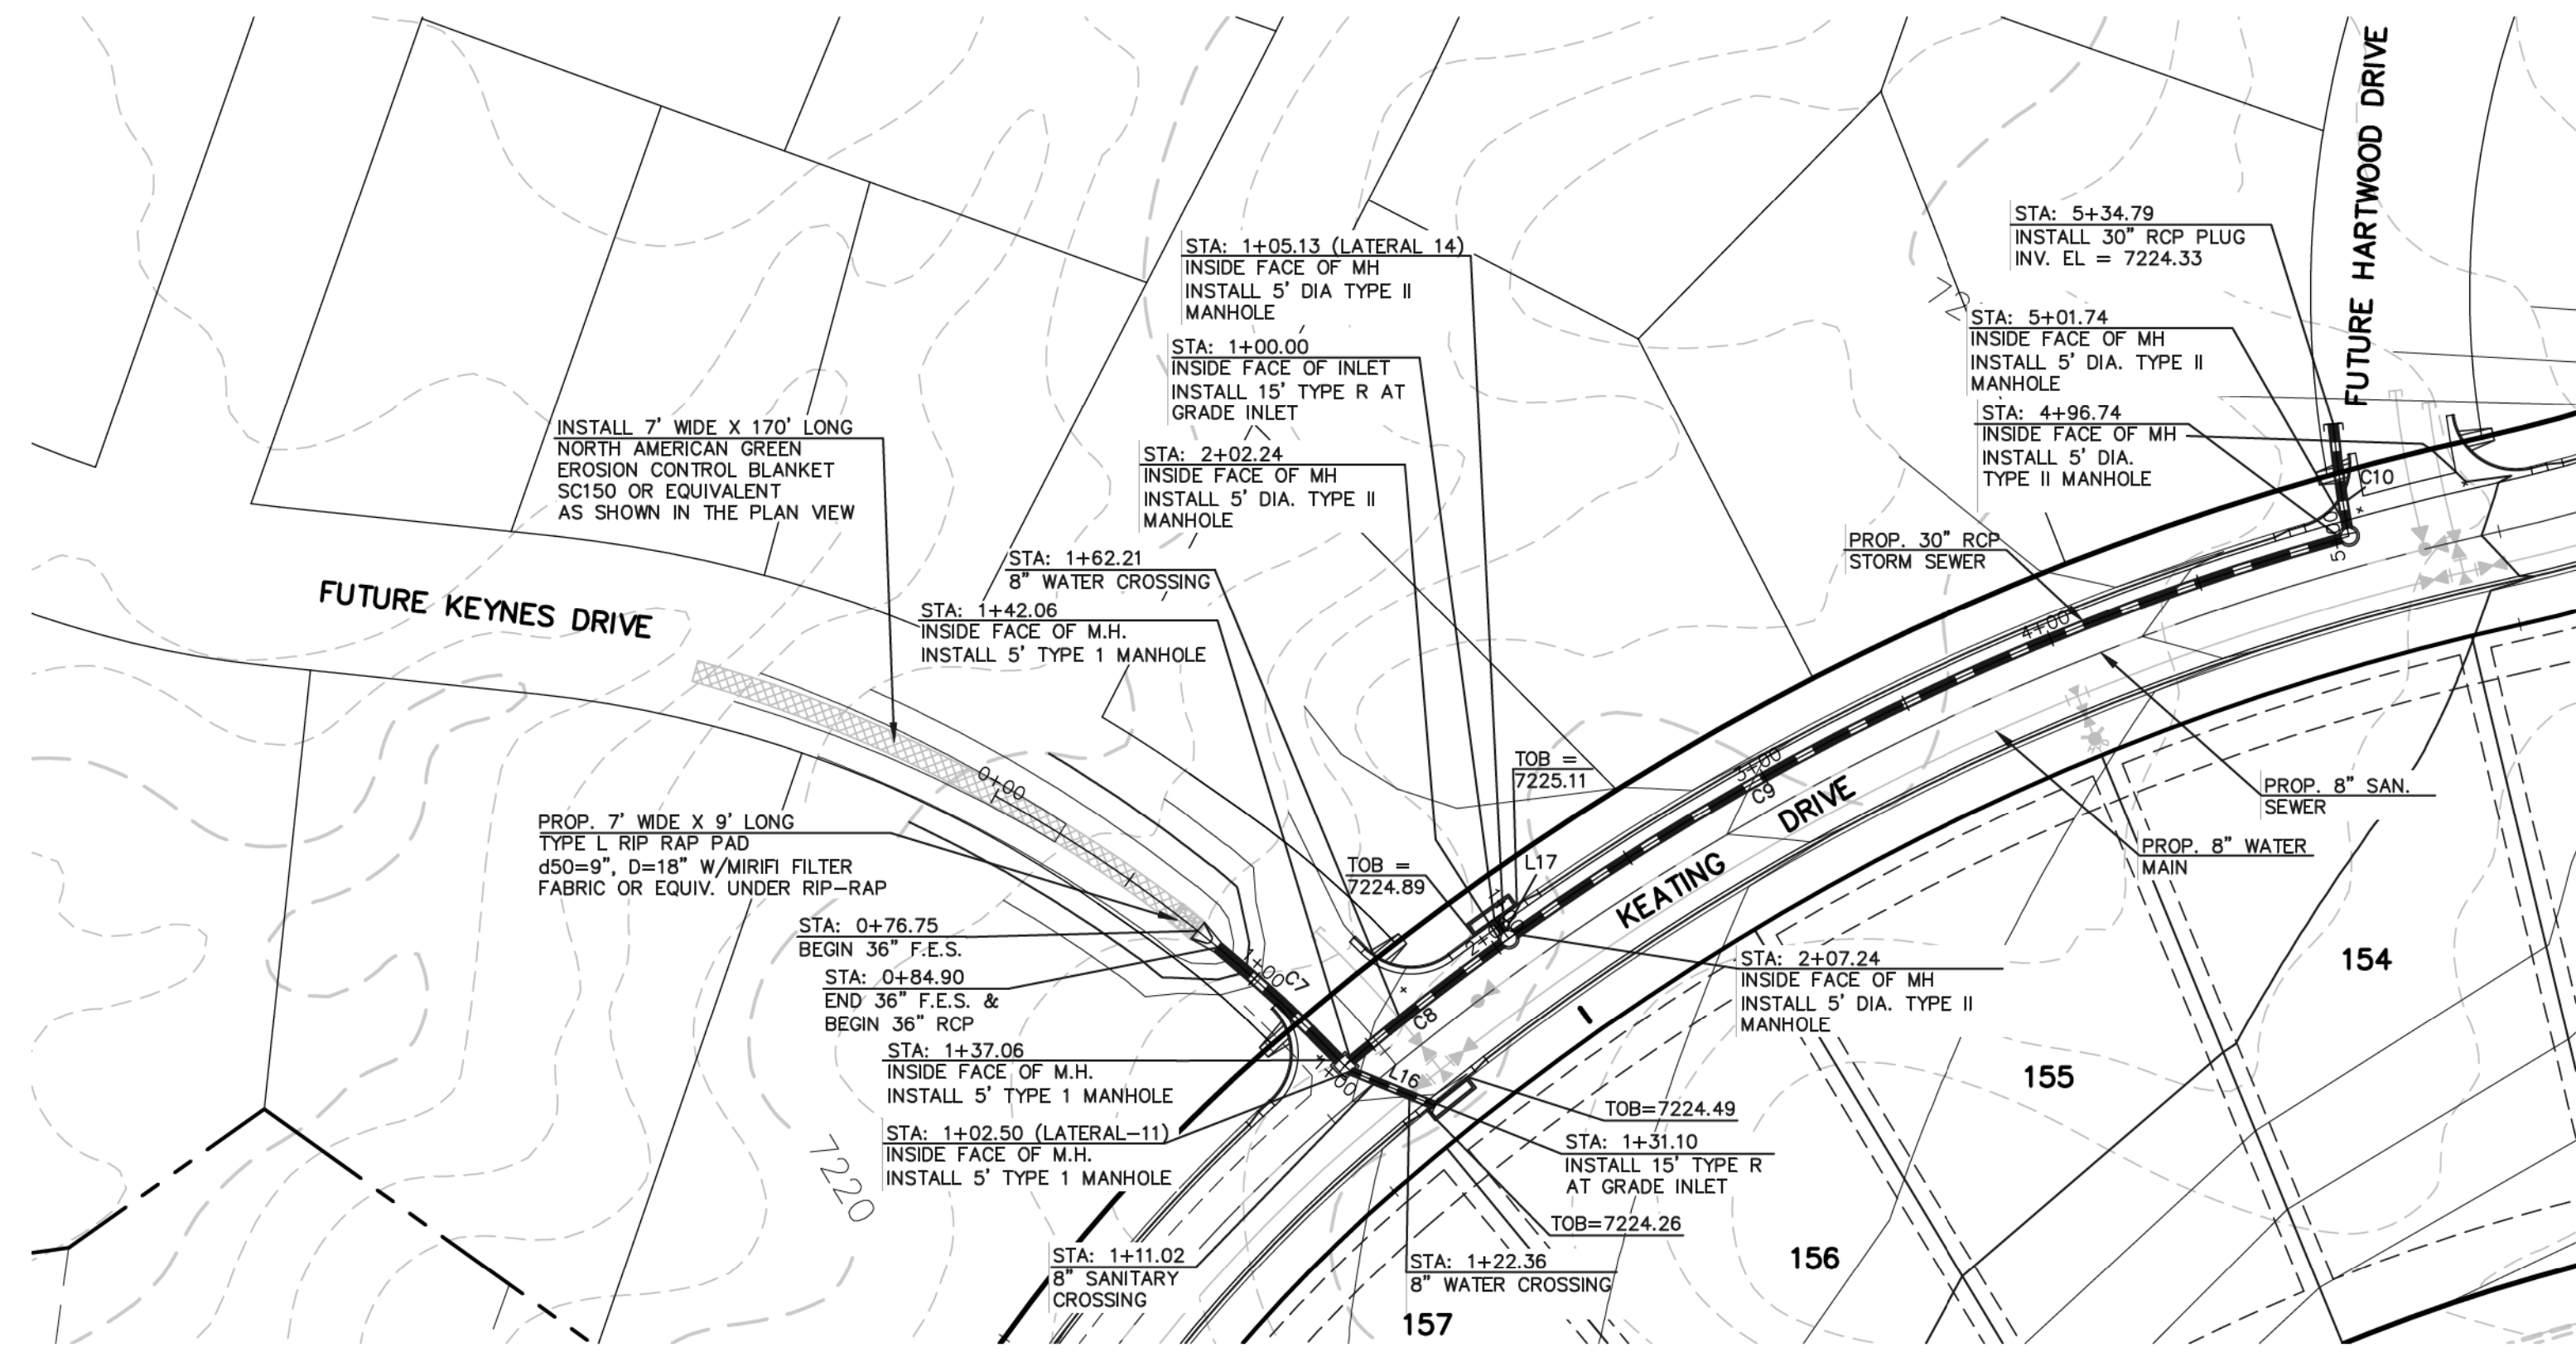 FUTURE HARTWOOD DRIVE
STA: 5+34.79
INSTALL 30” RCP PLUG
INV. EL = 7224.33
STA: 1+05.13 (LATERAL 14)
INSIDE FACE OF MH
INSTALL 5’ DIA TYPE II
MANHOLE
72
STA: 5+01.74
INSIDE FACE OF MH
INSTALL 5’ DIA. TYPE II
MANHOLE
STA: 1+00.00
INSIDE FACE OF INLET
INSTALL 15’ TYPE R AT
GRADE INLET
STA: 4+96.74
INSIDE FACE OF MH
INSTALL 5’ DIA.
TYPE II MANHOLE
INSTALL 7’ WIDE X 170’ LONG
NORTH AMERICAN GREEN
EROSION CONTROL BLANKET
SC150 OR EQUIVALENT
AS SHOWN IN THE PLAN VIEW
STA: 2+02.24
INSIDE FACE OF MH
INSTALL 5’ DIA. TYPE II
MANHOLE
C10
PROP. 30” RCP
STORM SEWER
STA: 1+62.21
8” WATER CROSSING
FUTURE KEYNES DRIVE
STA: 1+42.06
INSIDE FACE OF M.H.
INSTALL 5’ TYPE 1 MANHOLE
4+00
0+00
TOB =
7225.11
3+00
C9
KEATING DRIVE
PROP. 8” SAN.
SEWER
PROP. 8” WATER
MAIN
PROP. 7’ WIDE X 9’ LONG
TYPE L RIP RAP PAD
d50=9”, D=18” W/MIRIFI FILTER
FABRIC OR EQUIV. UNDER RIP-RAP
TOB =
7224.89
L17
STA: 0+76.75
BEGIN 36” F.E.S.
STA: 0+84.90
END 36” F.E.S. &
BEGIN 36” RCP
1+00
C7
C8
STA: 2+07.24
INSIDE FACE OF MH
INSTALL 5’ DIA. TYPE II
MANHOLE
154
155
STA: 1+37.06
INSIDE FACE OF M.H.
INSTALL 5’ TYPE 1 MANHOLE
1+00
L16
TOB=7224.49
STA: 1+02.50 (LATERAL-11)
INSIDE FACE OF M.H.
INSTALL 5’ TYPE 1 MANHOLE
STA: 1+31.10
INSTALL 15’ TYPE R
AT GRADE INLET
7220
TOB=7224.26
STA: 1+11.02
8” SANITARY
CROSSING
STA: 1+22.36
8” WATER CROSSING
156
157